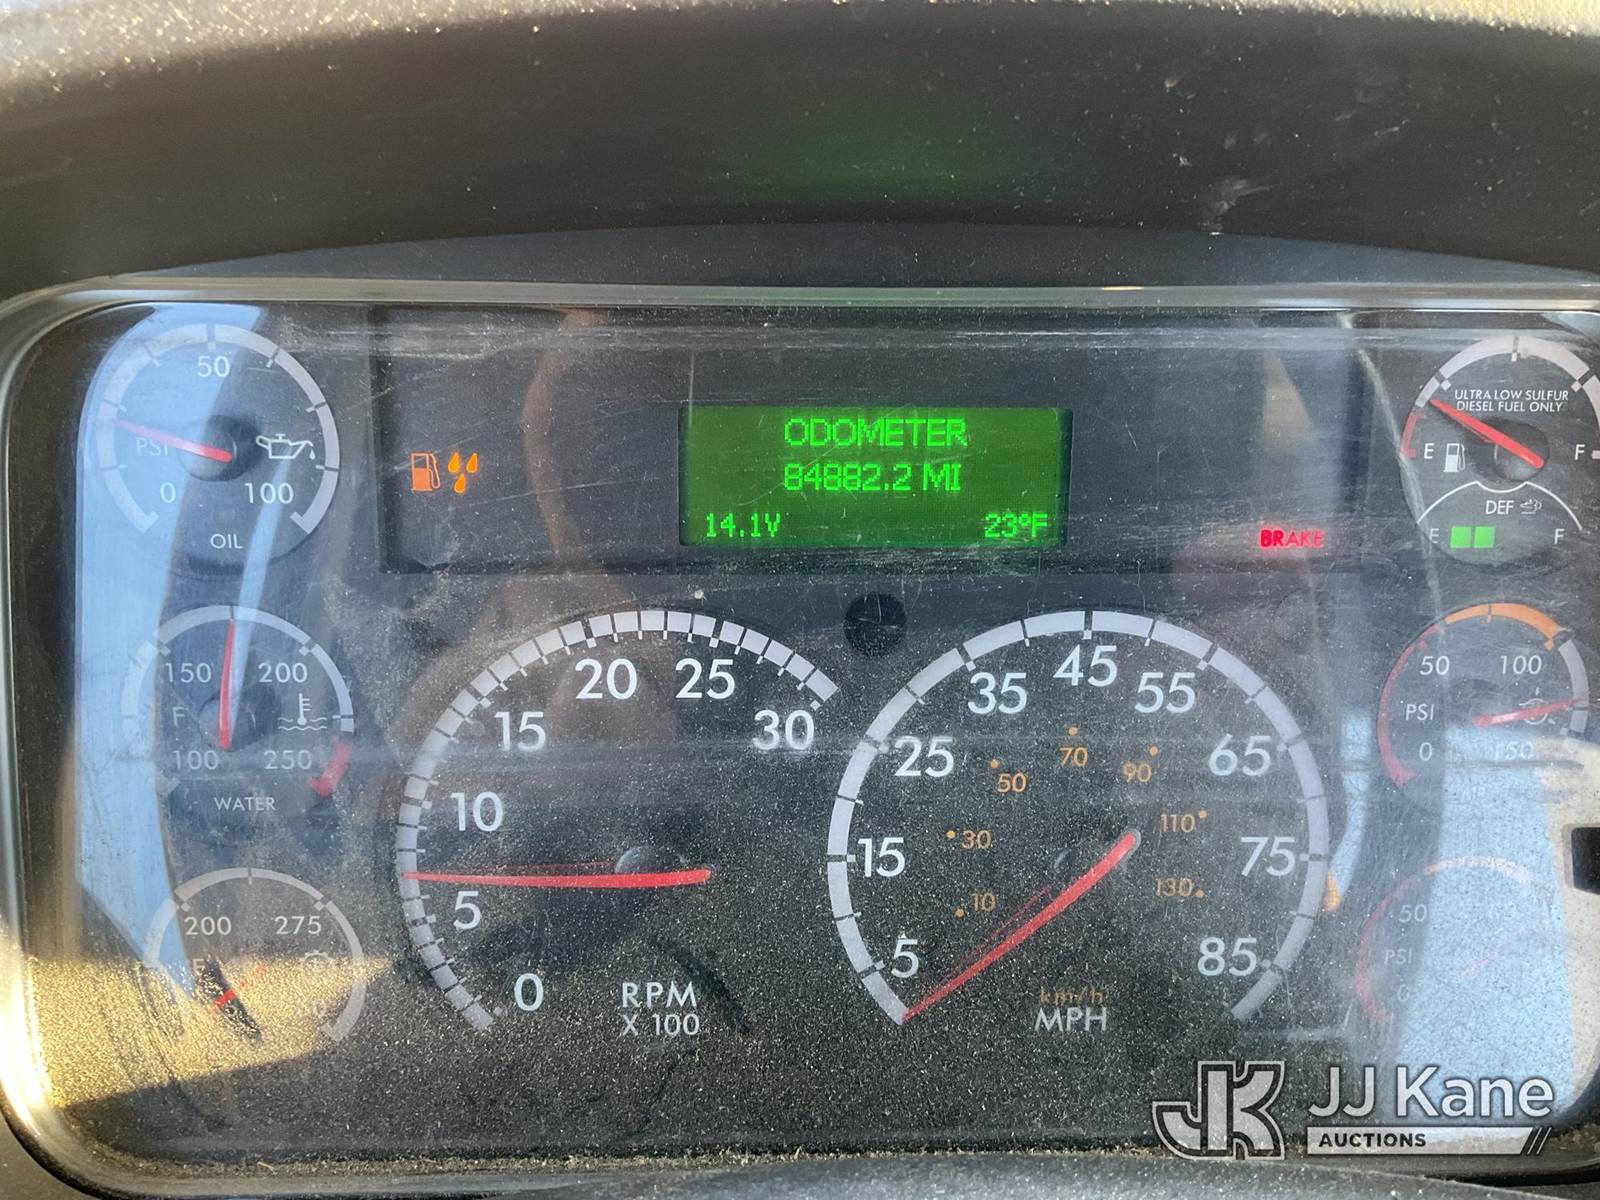 50
PSI
0 100
OIL
ODOMETER
84882.2 MI
14.1V 23°F
BRAKE
ULTRA LOW SULFUR
DIESEL FUEL ONLY
E F
DEF
E F
150 200
F
100 250
WATER
200 275
F
0 5 10 15 20 25 30
RPM
X 100
5 15 25 35 45 55 65 75 85
10 30 50 70 90 110 130
km/h
MPH
50 100
PSI
0 150
50
PSI
0
JK
JJ Kane
AUCTIONS